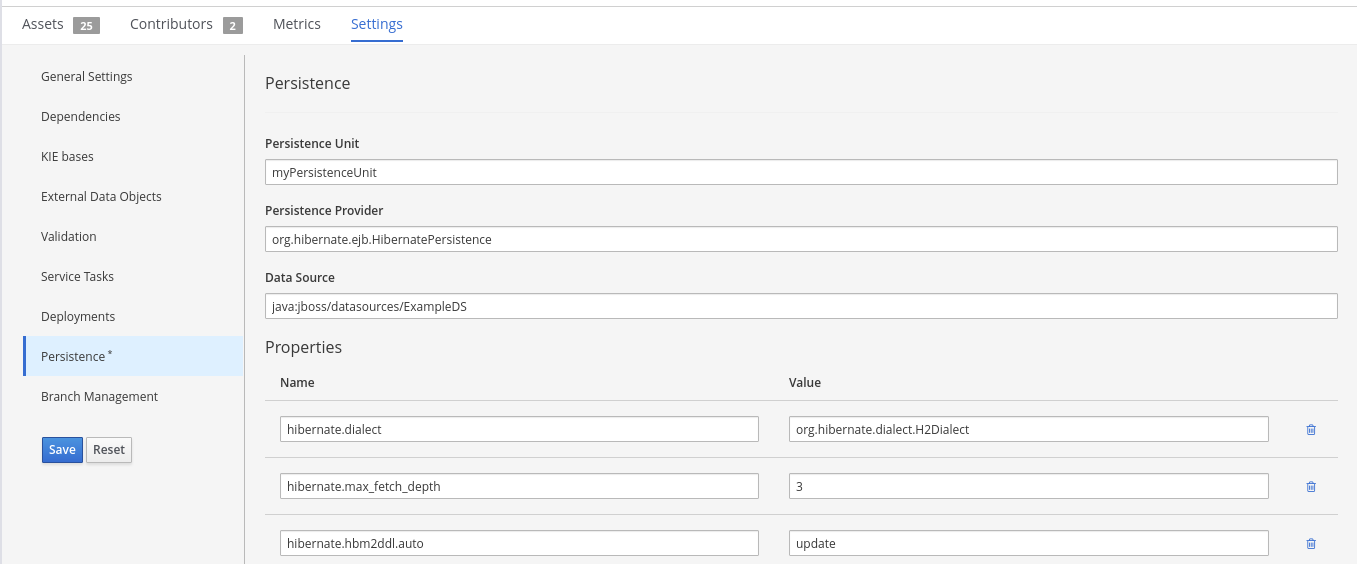 Assets 25 Contributors 2 Metrics Settings
General Settings
Dependencies
KIE bases
External Data Objects
Validation
Service Tasks
Deployments
Persistence *
Branch Management
Save Reset
Persistence
Persistence Unit
myPersistenceUnit
Persistence Provider
org.hibernate.ejb.HibernatePersistence
Data Source
java:jboss/datasources/ExampleDS
Properties
Name Value
hibernate.dialect org.hibernate.dialect.H2Dialect
hibernate.max_fetch_depth 3
hibernate.hbm2ddl.auto update